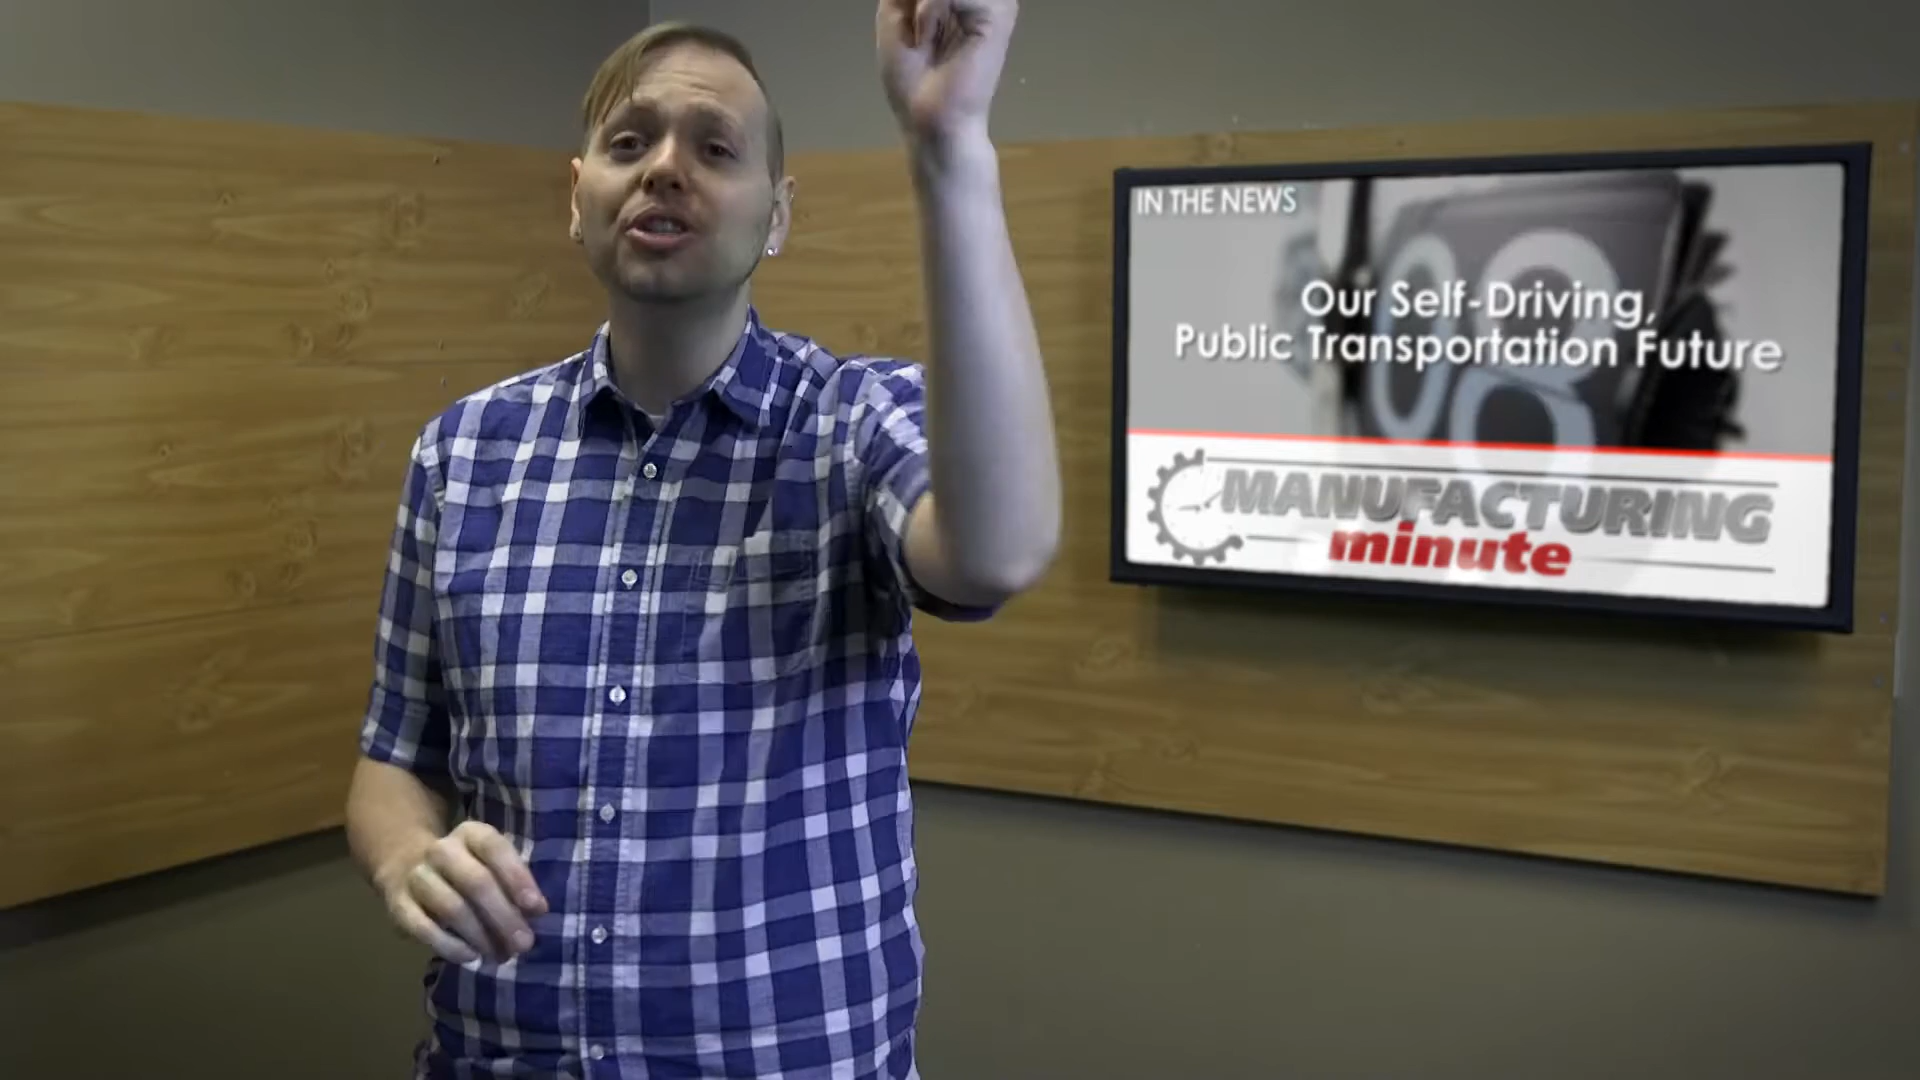 IN THE NEWS
Our Self-Driving,
Public Transportation Future
MANUFACTURING
minute